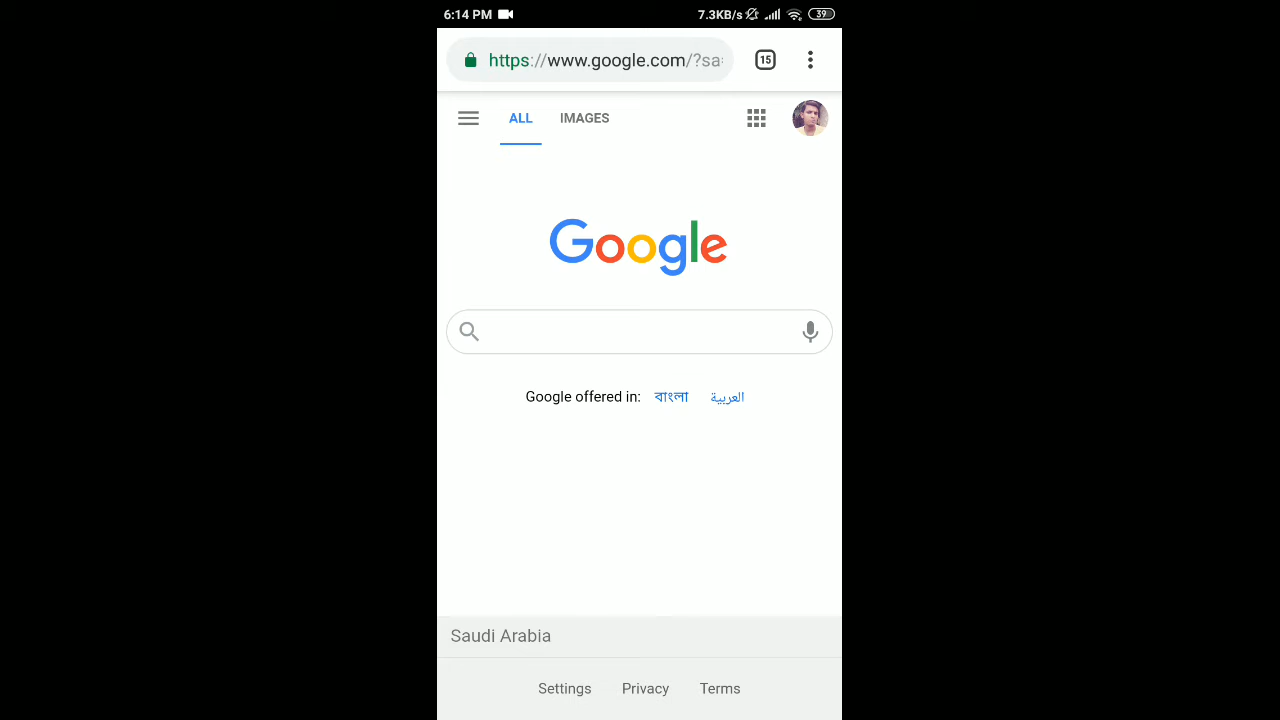 6:14 PM 7.3KB/s 39
https://www.google.com/?sa= 15
ALL IMAGES
Google
Google offered in: বাংলা العربية
Saudi Arabia
Settings Privacy Terms